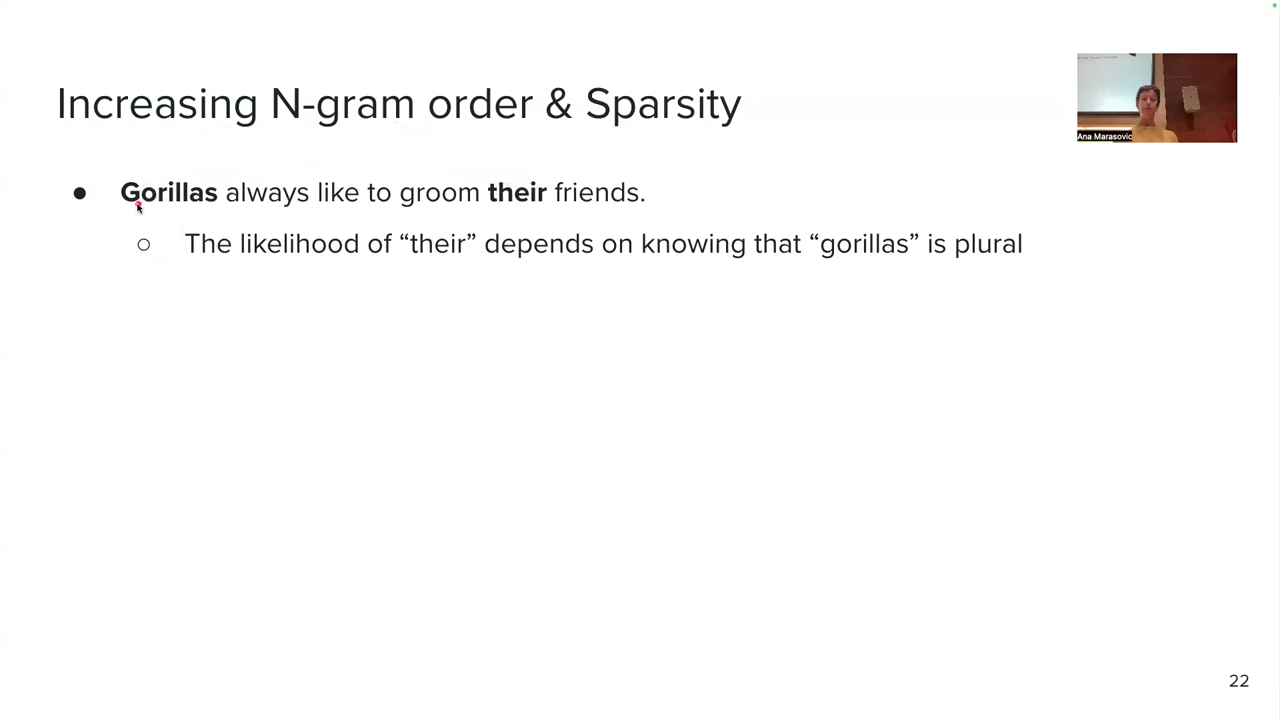 Increasing N-gram order & Sparsity
Ana Marasovic
● Gorillas always like to groom their friends.
○ The likelihood of “their” depends on knowing that “gorillas” is plural
22